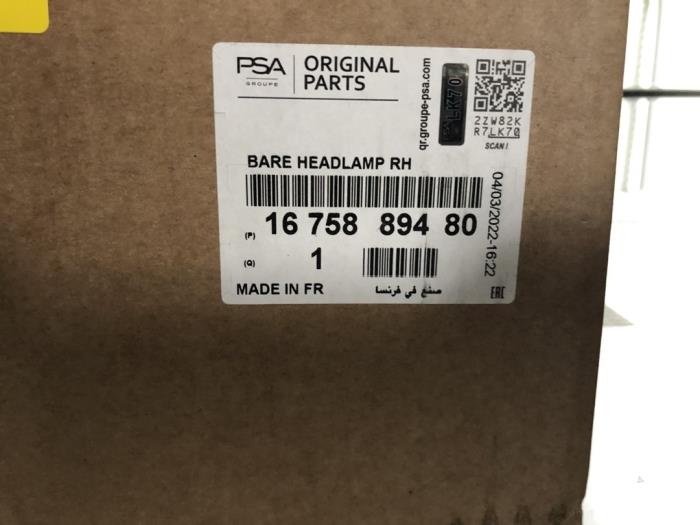 PSA
GROUPE
ORIGINAL
PARTS
qr.groupe-psa.com
LK70
2ZW82K
R7LK70
SCAN !
BARE HEADLAMP RH
(P) 16 758 894 80
(Q) 1
04/03/2022-16:22
MADE IN FR
صنع في فرنسا
EAC